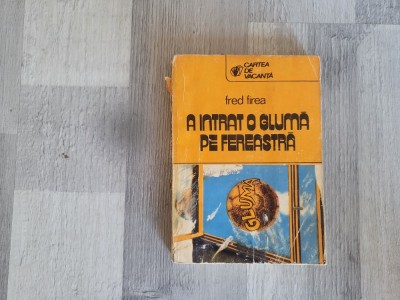 CARTEA
DE
VACANȚĂ
fred firea
A INTRAT O GLUMĂ
PE FEREASTRĂ
GLUMA